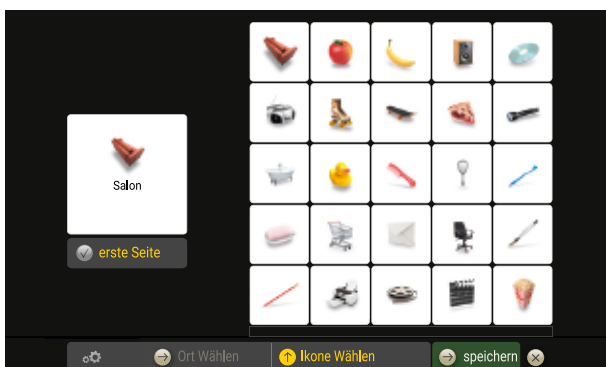 Salon
erste Seite
Ort Wählen
Ikone Wählen
speichern